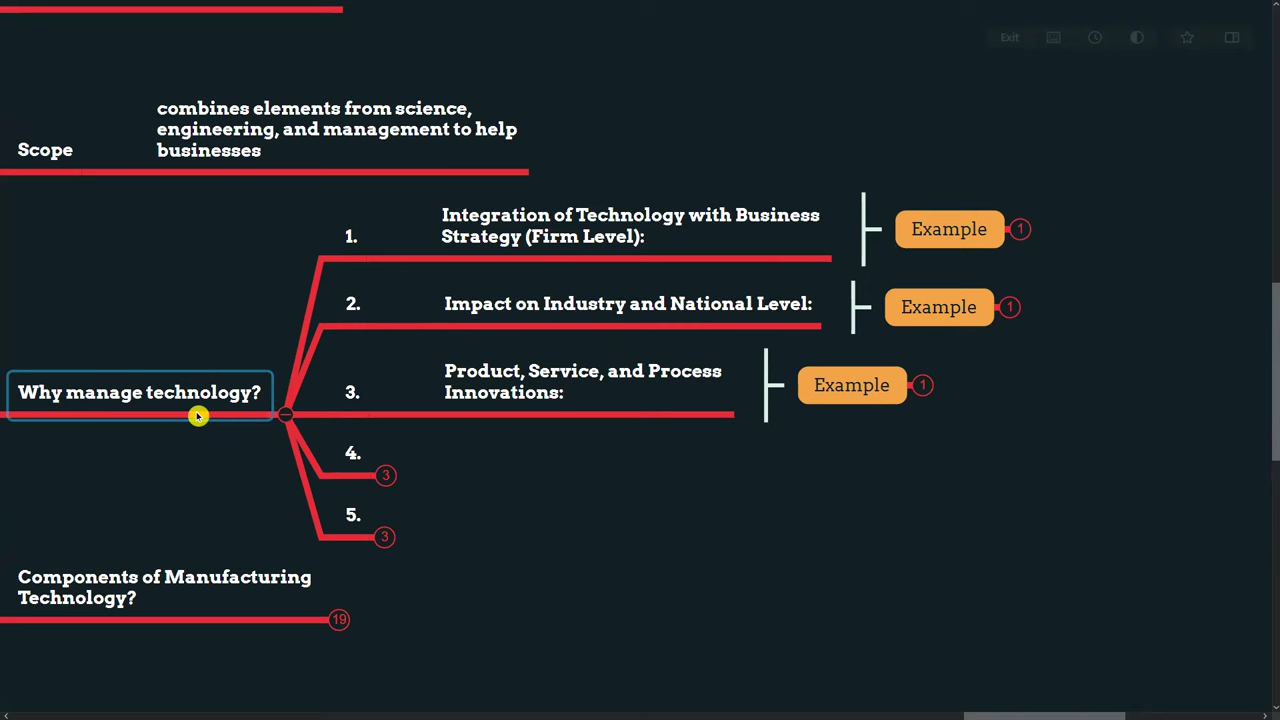 Exit
combines elements from science,
engineering, and management to help
businesses
Scope
1.
Integration of Technology with Business
Strategy (Firm Level):
Example
1
2.
Impact on Industry and National Level:
Example
1
Why manage technology?
3.
Product, Service, and Process
Innovations:
Example
1
4.
3
5.
3
Components of Manufacturing
Technology?
19